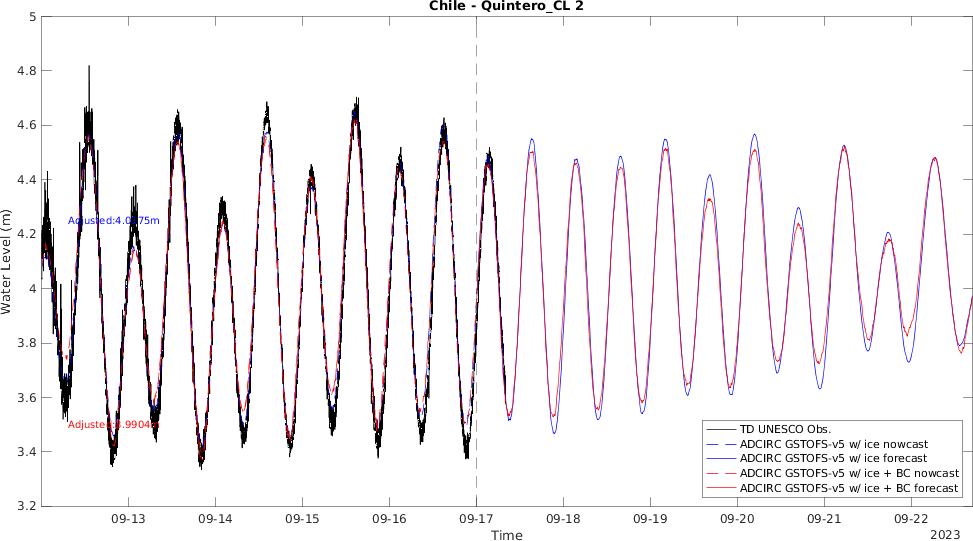 Chile - Quintero_CL 2
Water Level (m)
5
4.8
4.6
4.4
4.2
4
3.8
3.6
3.4
3.2
09-13
09-14
09-15
09-16
09-17
09-18
09-19
09-20
09-21
09-22
Time
2023
TD UNESCO Obs.
ADCIRC GSTOFS-v5 w/ ice nowcast
ADCIRC GSTOFS-v5 w/ ice forecast
ADCIRC GSTOFS-v5 w/ ice + BC nowcast
ADCIRC GSTOFS-v5 w/ ice + BC forecast